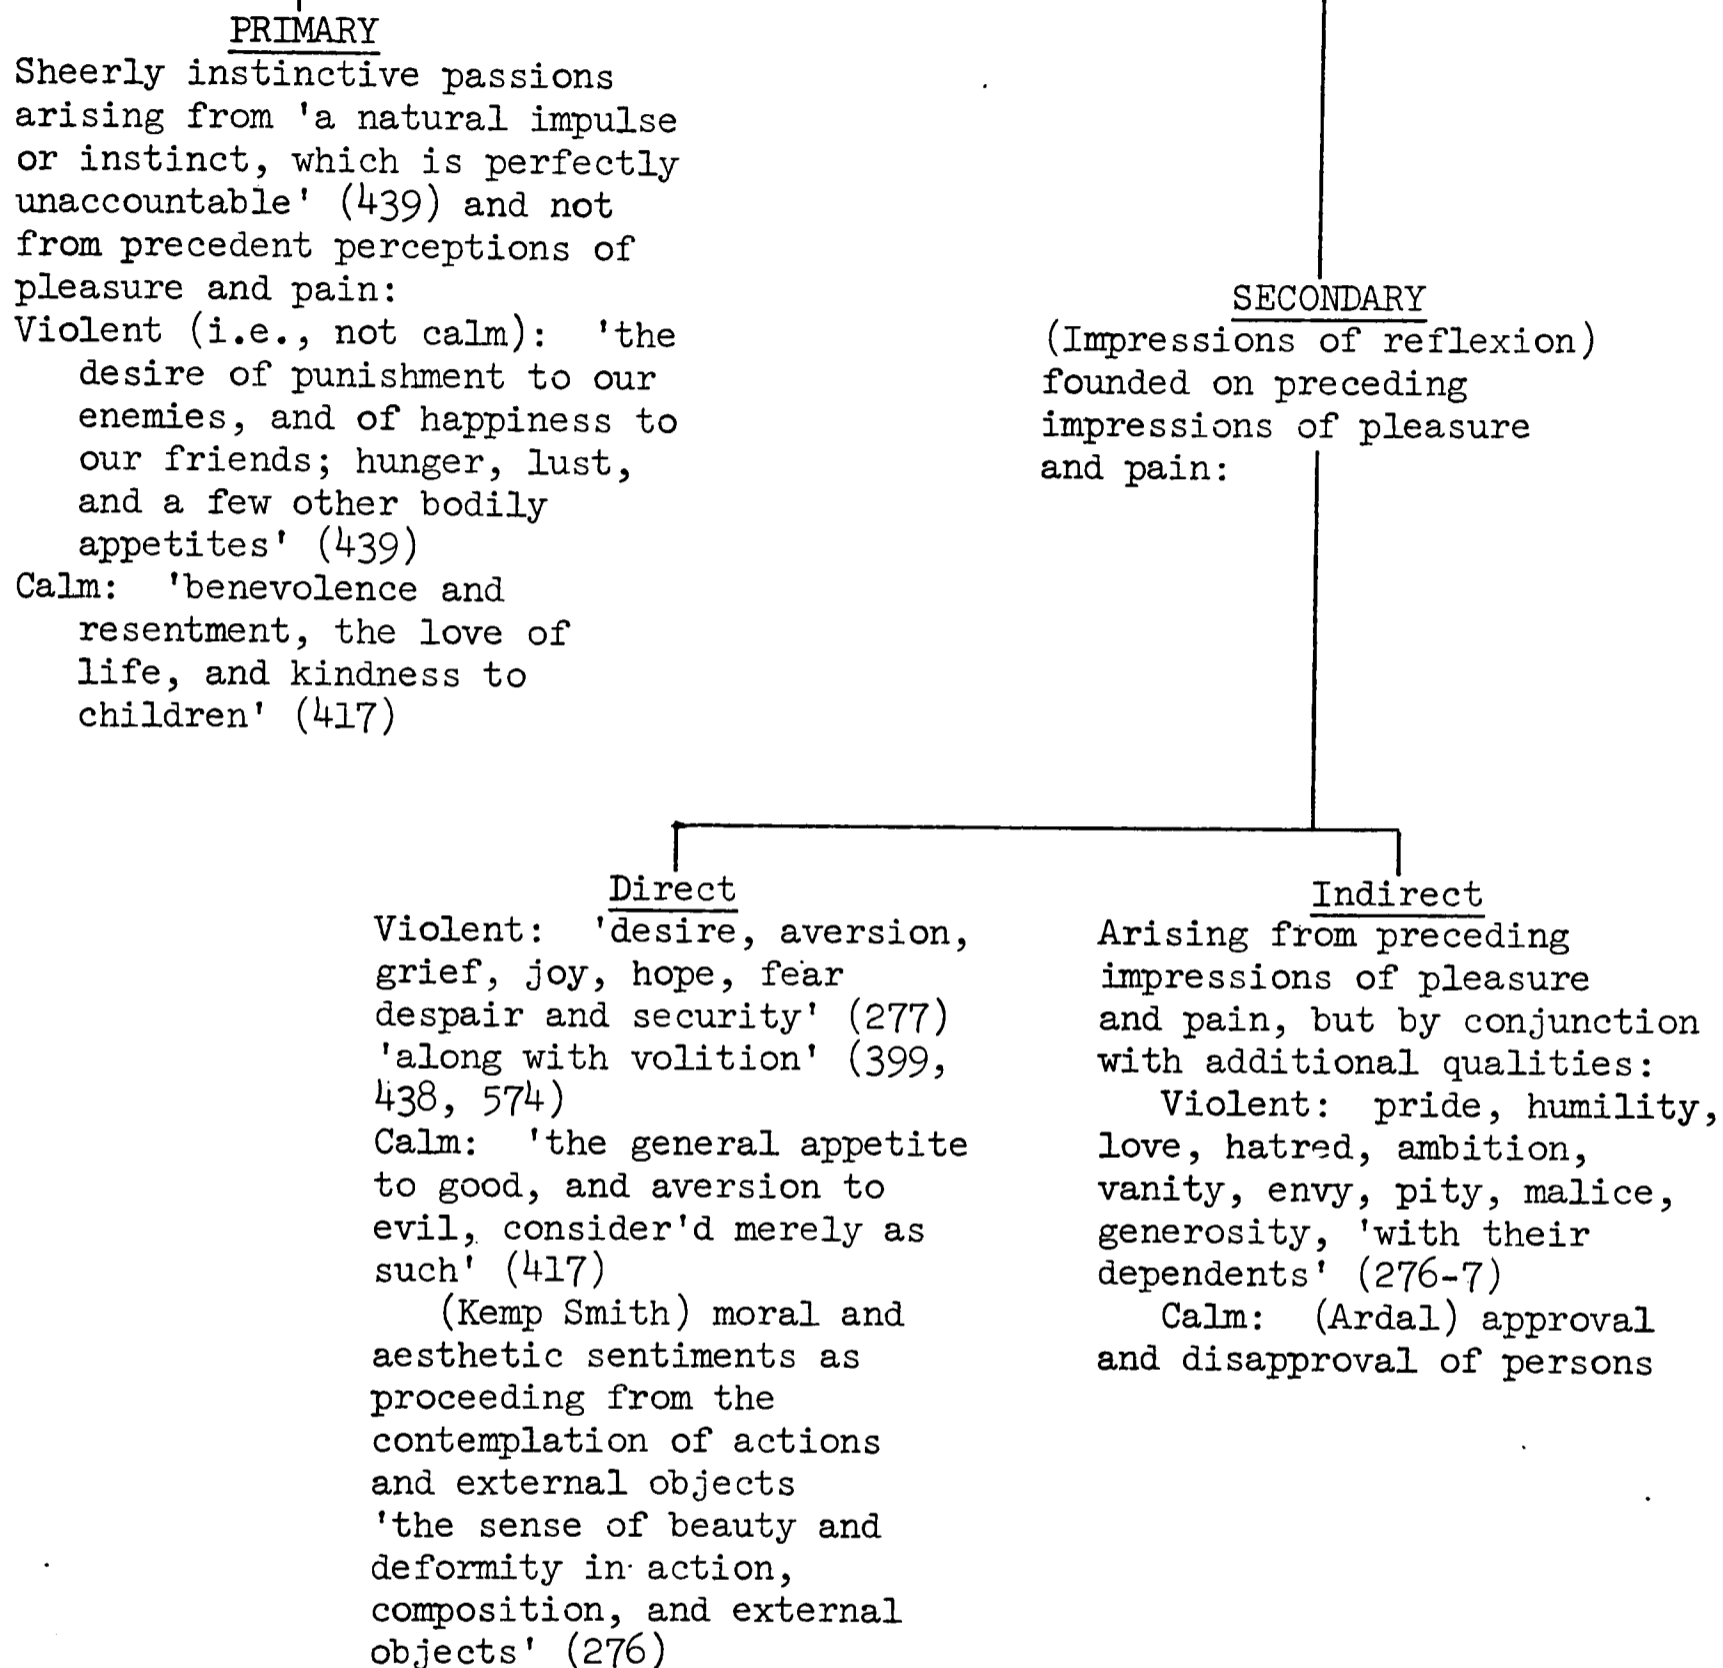 PRIMARY
Sheerly instinctive passions
arising from 'a natural impulse
or instinct, which is perfectly
unaccountable' (439) and not
from precedent perceptions of
pleasure and pain:
Violent (i.e., not calm): 'the
desire of punishment to our
enemies, and of happiness to
our friends; hunger, lust,
and a few other bodily
appetites' (439)
Calm: 'benevolence and
resentment, the love of
life, and kindness to
children' (417)
SECONDARY
(Impressions of reflexion)
founded on preceding
impressions of pleasure
and pain:
Direct
Violent: 'desire, aversion,
grief, joy, hope, fear
despair and security' (277)
'along with volition' (399,
438, 574)
Calm: 'the general appetite
to good, and aversion to
evil, consider'd merely as
such' (417)
(Kemp Smith) moral and
aesthetic sentiments as
proceeding from the
contemplation of actions
and external objects
'the sense of beauty and
deformity in action,
composition, and external
objects' (276)
Indirect
Arising from preceding
impressions of pleasure
and pain, but by conjunction
with additional qualities:
Violent: pride, humility,
love, hatred, ambition,
vanity, envy, pity, malice,
generosity, 'with their
dependents' (276-7)
Calm: (Ardal) approval
and disapproval of persons